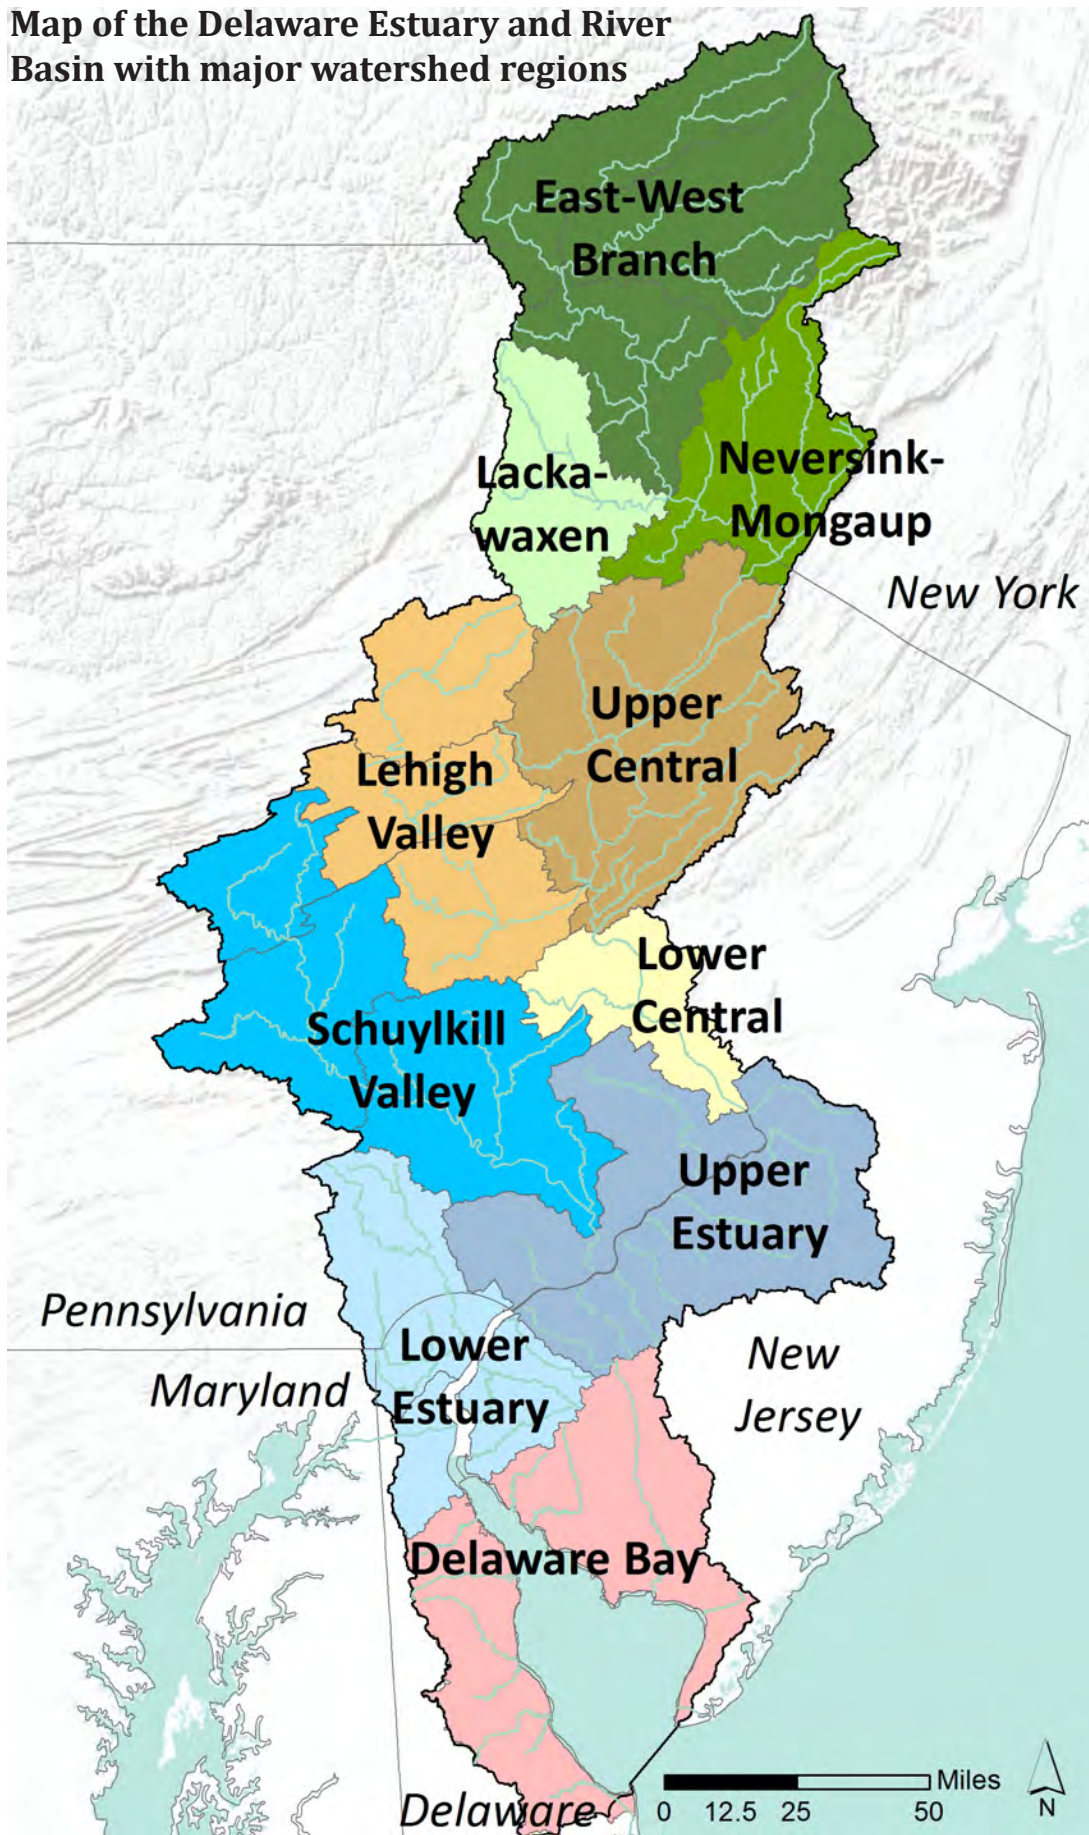 Map of the Delaware Estuary and River
Basin with major watershed regions
East-West
Branch
Neversink-
Mongaup
Lacka-
waxen
New York
Upper
Central
Lehigh
Valley
Lower
Central
Schuylkill
Valley
Upper
Estuary
Pennsylvania
Maryland
Lower
Estuary
New
Jersey
Delaware Bay
Delaware
Miles
0 12.5 25 50
N